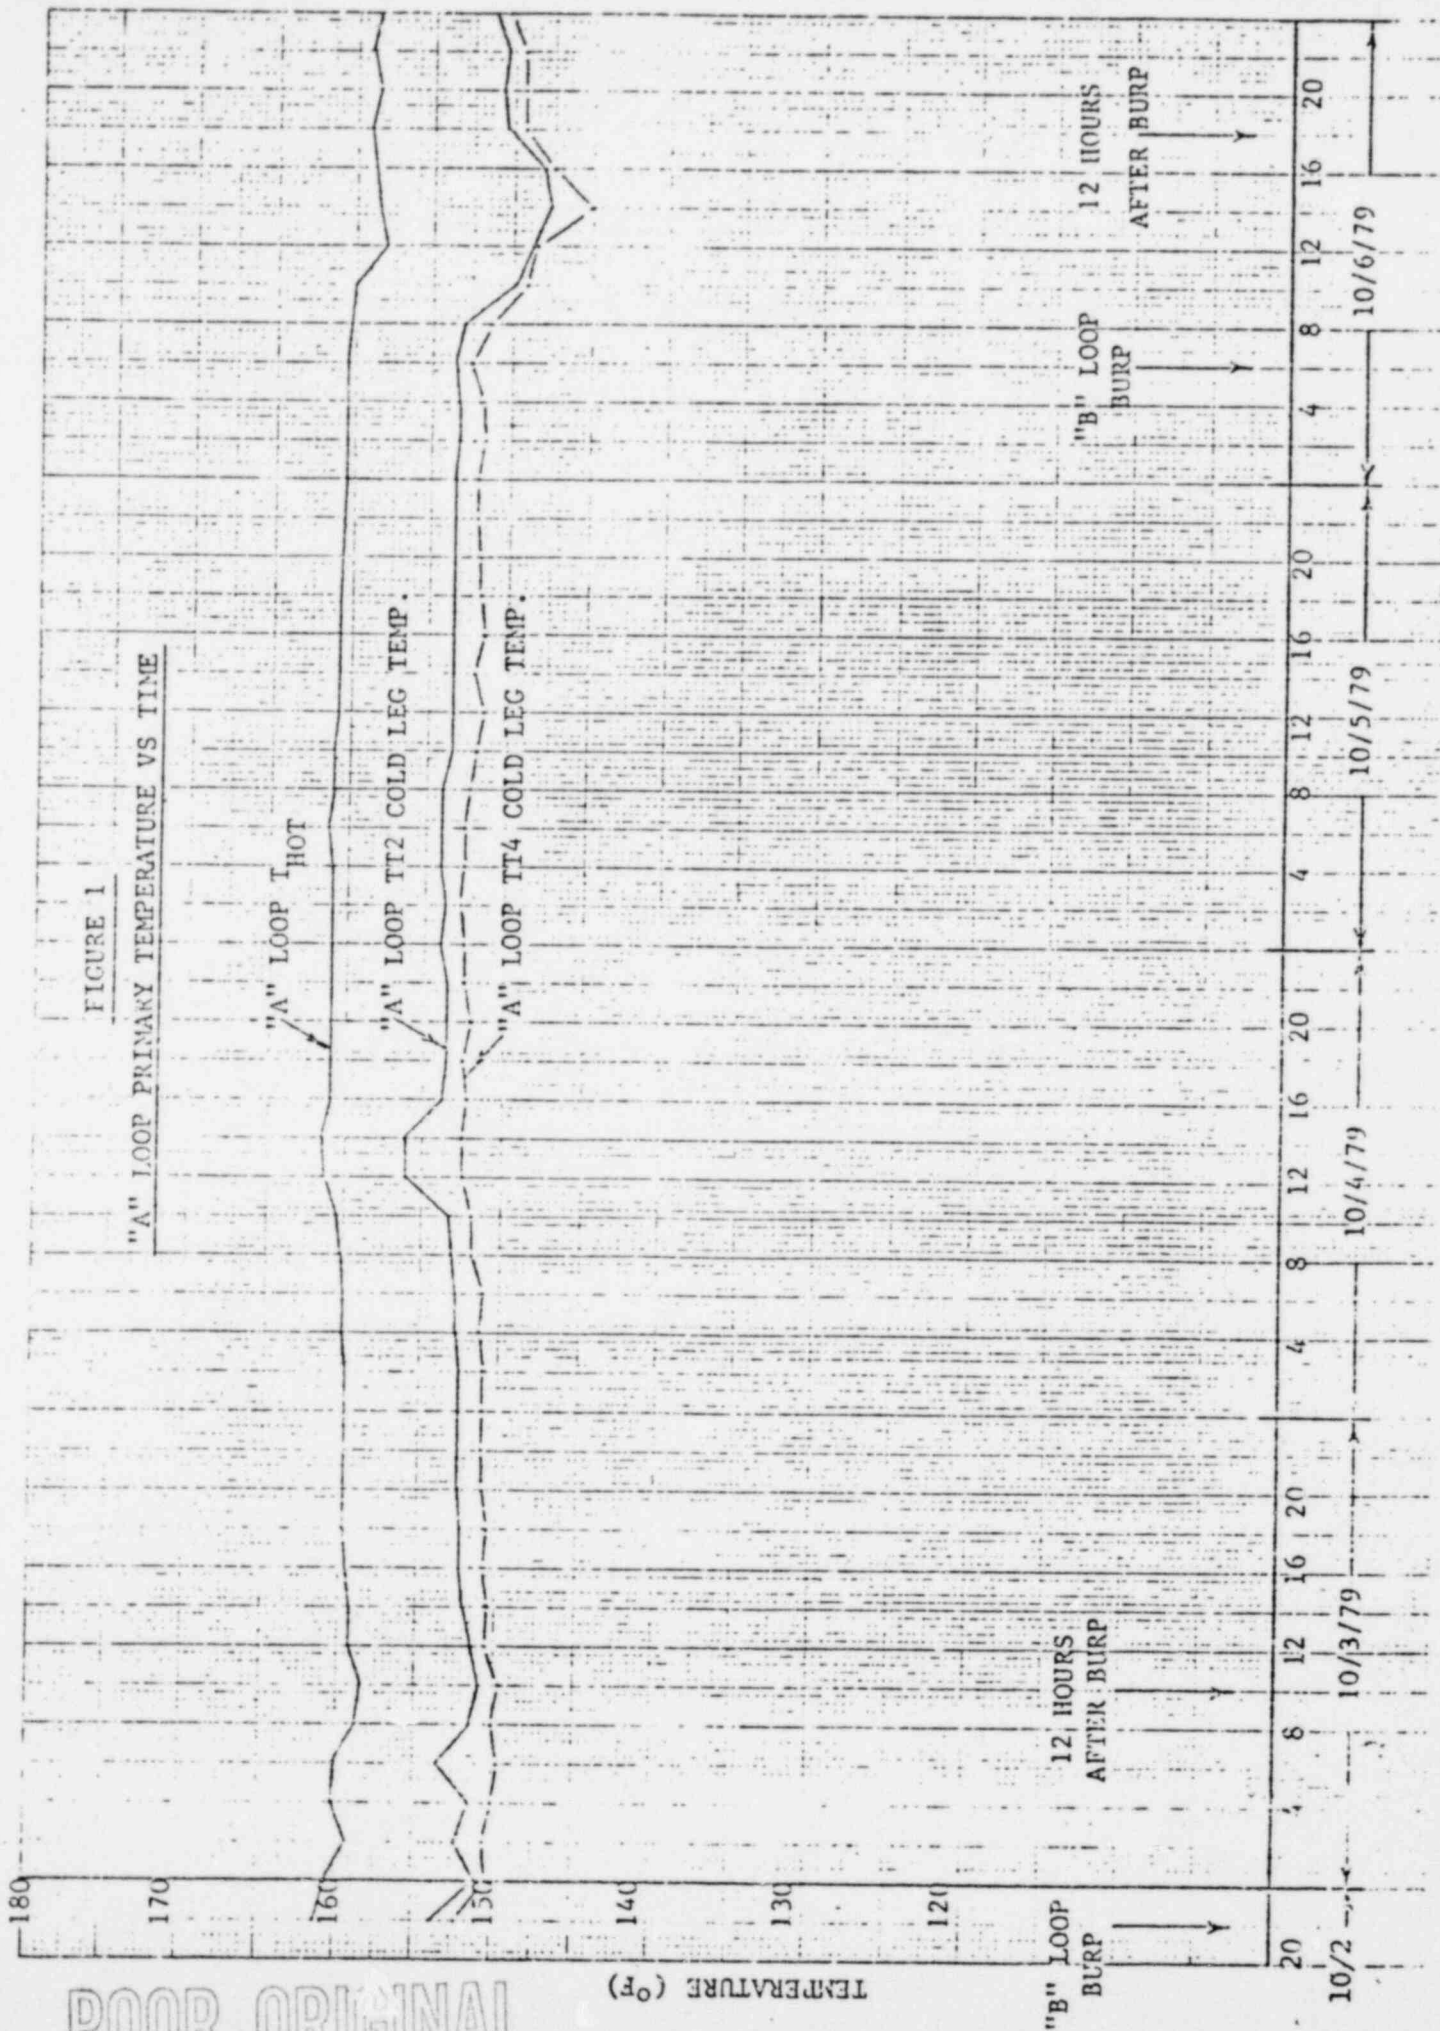 FIGURE 1
"A" LOOP PRIMARY TEMPERATURE VS TIME
"A" LOOP T HOT
"A" LOOP TT2 COLD LEG TEMP.
"A" LOOP TT4 COLD LEG TEMP.
TEMPERATURE (°F)
180
170
160
150
140
130
120
"B" LOOP
BURP
12 HOURS
AFTER BURP
"B" LOOP
BURP
12 HOURS
AFTER BURP
20 4 8 12 16 20 4 8 12 16 20 4 8 12 16 20 4 8 12 16 20
10/2 10/3/79 10/4/79 10/5/79 10/6/79
POOR ORIGINAL